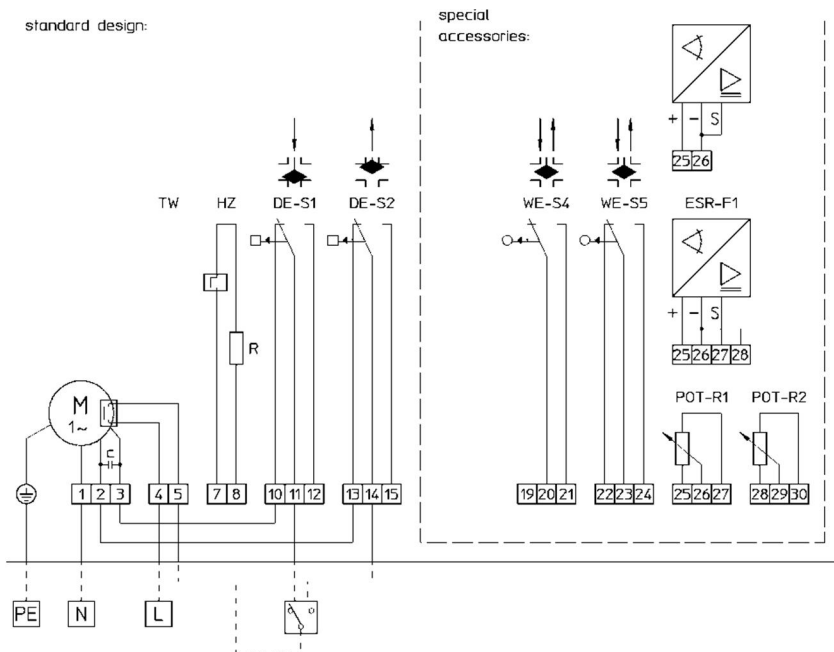 standard design:
special
accessories:
+ - S
25 26
TW HZ DE-S1 DE-S2 WE-S4 WE-S5 ESR-F1
R
+ - S
25 26 27 28
M
1~
POT-R1 POT-R2
1 2 3 4 5 7 8 10 11 12 13 14 15 19 20 21 22 23 24 25 26 27 28 29 30
PE N L